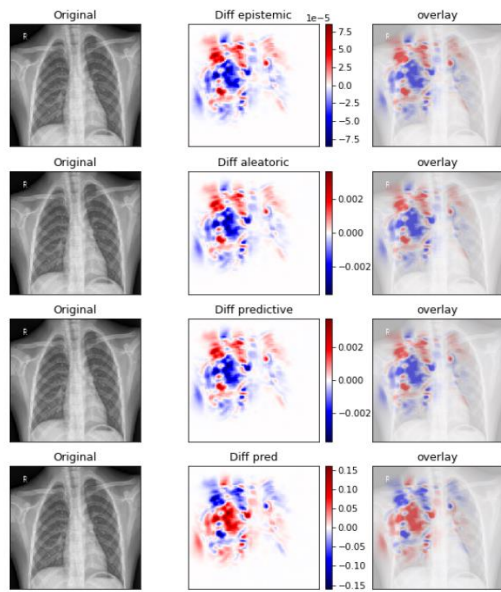 Original Diff epistemic overlay
1e−5
R
7.5
5.0
2.5
0.0
−2.5
−5.0
−7.5
R
Original Diff aleatoric overlay
R
0.002
0.000
−0.002
R
Original Diff predictive overlay
R
0.002
0.000
−0.002
R
Original Diff pred overlay
R
0.15
0.10
0.05
0.00
−0.05
−0.10
−0.15
R